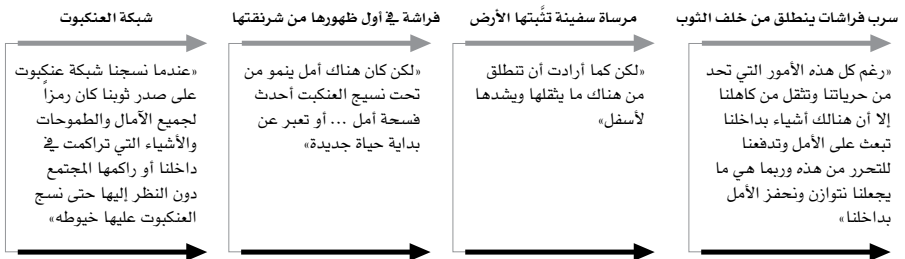 سرب فراشات ينطلق من خلف الثوب
«رغم كل هذه الأمور التي تحد
من حرياتنا وتثقل من كاهلنا
إلا أن هنالك أشياء بداخلنا
تبعث على الأمل وتدفعنا
للتحرر من هذه وربما هي ما
يجعلنا نتوازن ونحفز الأمل
بداخلنا»
مرساة سفينة تثَّبتها الأرض
«لكن كما أرادت أن تنطلق
من هناك ما يثقلها ويشدها
لأسفل»
فراشة في أول ظهورها من شرنقتها
«لكن كان هناك أمل ينمو من
تحت نسيج العنكبت أحدث
فسحة أمل ... أو تعبر عن
بداية حياة جديدة»
شبكة العنكبوت
«عندما نسجنا شبكة عنكبوت
على صدر ثوبنا كان رمزاً
لجميع الآمال والطموحات
والأشياء التي تراكمت في
داخلنا أو راكمها المجتمع
دون النظر إليها حتى نسج
العنكبوت عليها خيوطه»